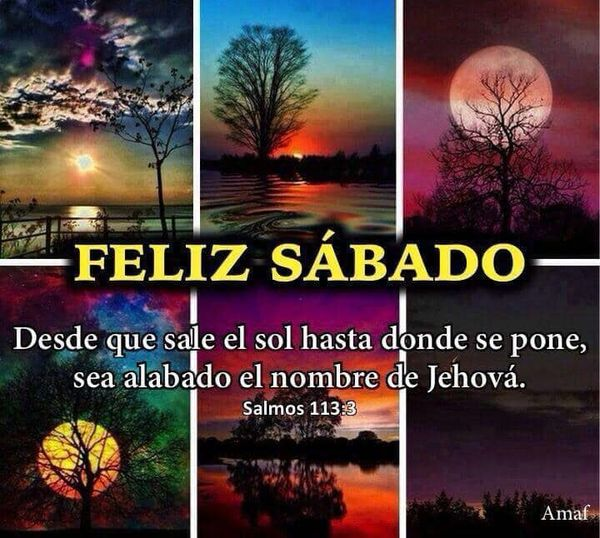 FELIZ SÁBADO
Desde que sale el sol hasta donde se pone,
sea alabado el nombre de Jehová.
Salmos 113:3
Amaf